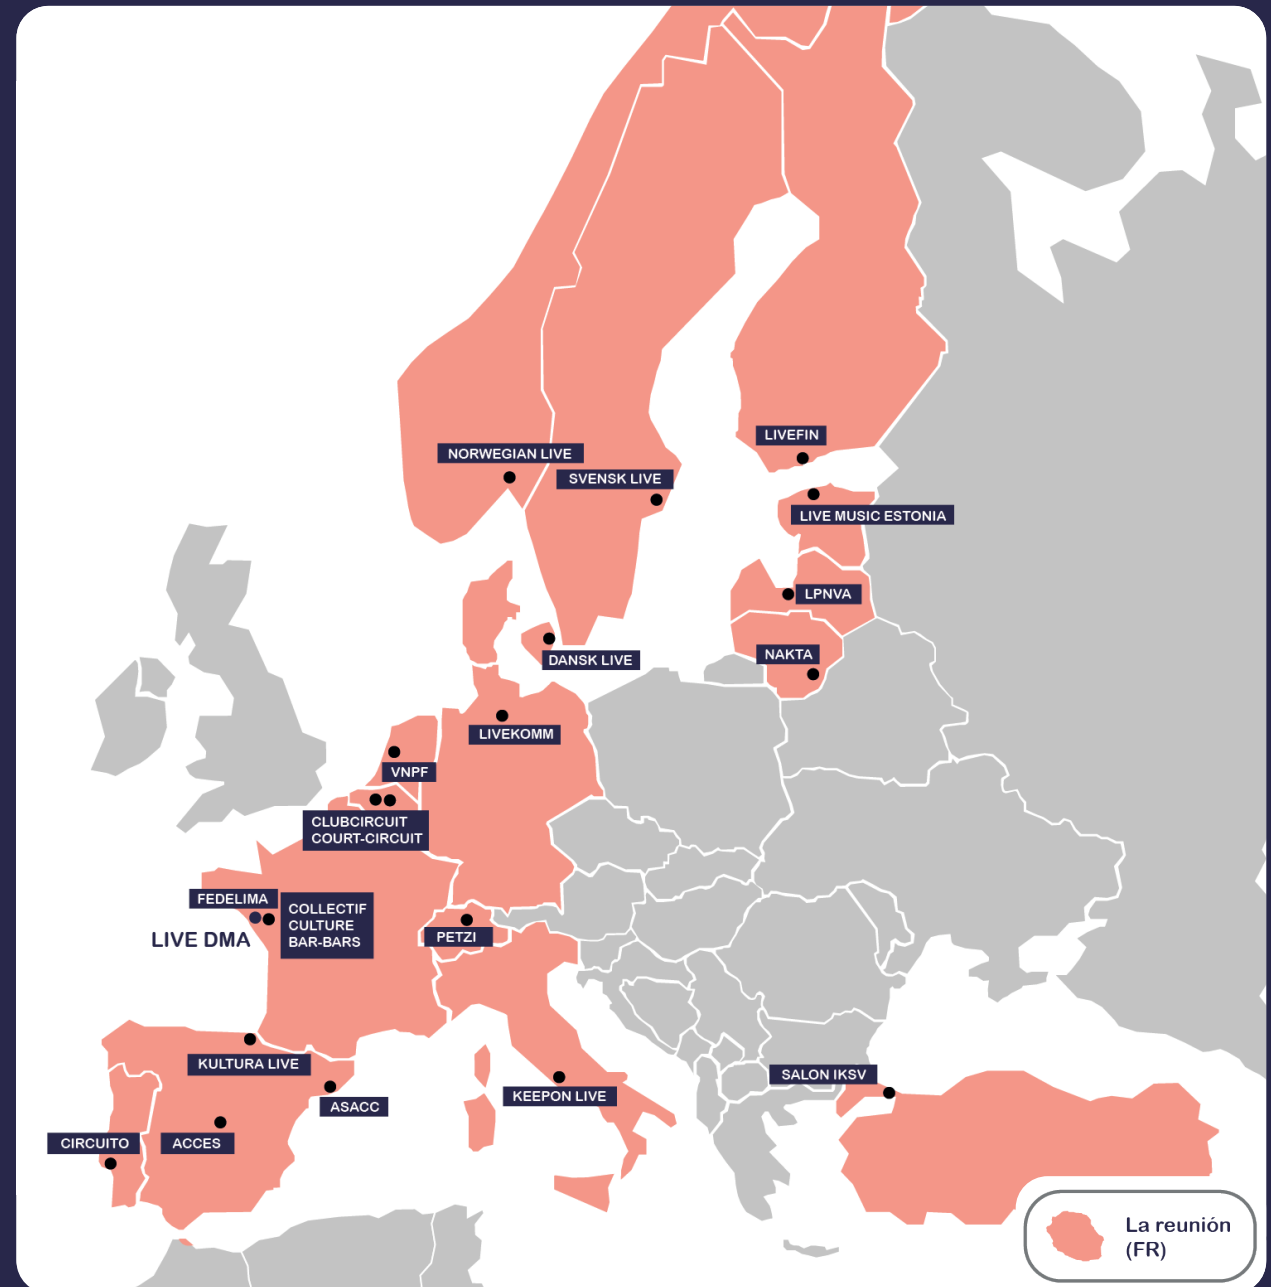 LIVEFIN
NORWEGIAN LIVE
SVENSK LIVE
LIVE MUSIC ESTONIA
LPNVA
NAKTA
DANSK LIVE
LIVEKOMM
VNPF
CLUBCIRCUIT
COURT-CIRCUIT
FEDELIMA
COLLECTIF
CULTURE
BAR-BARS
LIVE DMA
PETZI
KULTURA LIVE
SALON IKSV
KEEPON LIVE
ASACC
CIRCUITO
ACCES
La reunión
(FR)